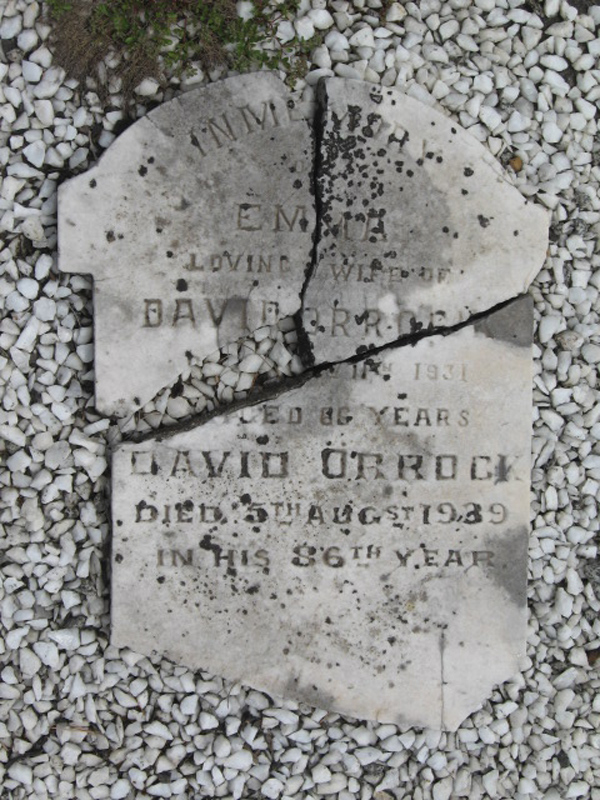 IN MEMORY
EMMA
LOVING WIFE OF
DAVID ORROCK
11TH 1931
AGED 86 YEARS
DAVID ORROCK
DIED 5TH AUGST 1939
IN HIS 86TH YEAR